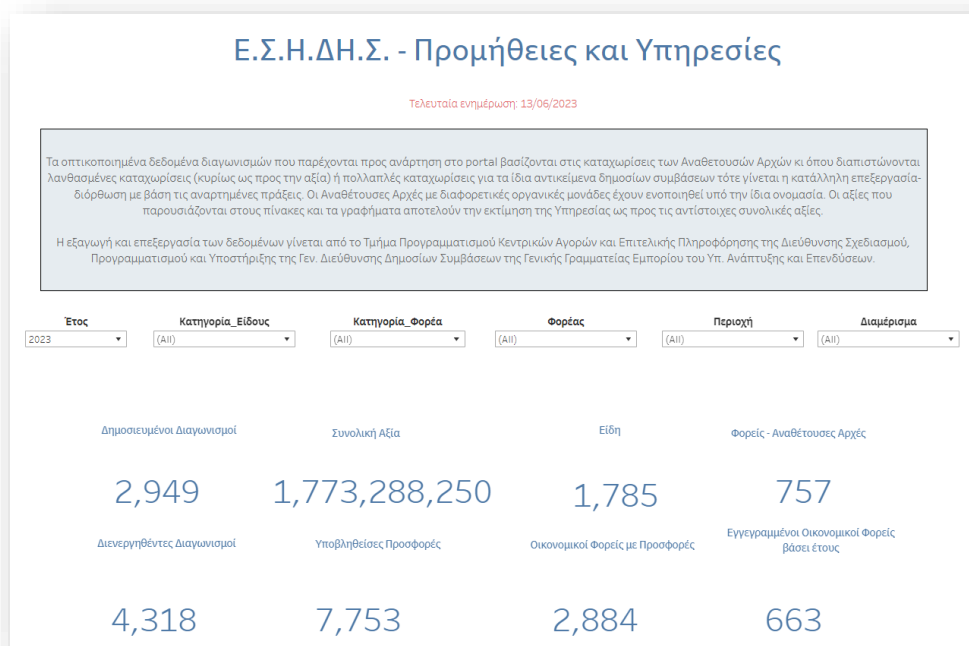 Ε.Σ.Η.ΔΗ.Σ. - Προμήθειες και Υπηρεσίες
Τελευταία ενημέρωση: 13/06/2023
Τα οπτικοποιημένα δεδομένα διαγωνισμών που παρέχονται προς ανάρτηση στο portal βασίζονται στις καταχωρίσεις των Αναθετουσών Αρχών κι όπου διαπιστώνονται
λανθασμένες καταχωρίσεις (κυρίως ως προς την αξία) ή πολλαπλές καταχωρίσεις για τα ίδια αντικείμενα δημοσίων συμβάσεων τότε γίνεται η κατάλληλη επεξεργασία-
διόρθωση με βάση τις αναρτημένες πράξεις. Οι Αναθέτουσες Αρχές με διαφορετικές οργανικές μονάδες έχουν ενοποιηθεί υπό την ίδια ονομασία. Οι αξίες που
παρουσιάζονται στους πίνακες και τα γραφήματα αποτελούν την εκτίμηση της Υπηρεσίας ως προς τις αντίστοιχες συνολικές αξίες.
Η εξαγωγή και επεξεργασία των δεδομένων γίνεται από το Τμήμα Προγραμματισμού Κεντρικών Αγορών και Επιτελικής Πληροφόρησης της Διεύθυνσης Σχεδιασμού,
Προγραμματισμού και Υποστήριξης της Γεν. Διεύθυνσης Δημοσίων Συμβάσεων της Γενικής Γραμματείας Εμπορίου του Υπ. Ανάπτυξης και Επενδύσεων.
Έτος Κατηγορία_Είδους Κατηγορία_Φορέα Φορέας Περιοχή Διαμέρισμα
2023 (All) (All) (All) (All) (All)
Δημοσιευμένοι Διαγωνισμοί Συνολική Αξία Είδη Φορείς - Αναθέτουσες Αρχές
2,949 1,773,288,250 1,785 757
Διενεργηθέντες Διαγωνισμοί Υποβληθείσες Προσφορές Οικονομικοί Φορείς με Προσφορές Εγγεγραμμένοι Οικονομικοί Φορείς
βάσει έτους
4,318 7,753 2,884 663